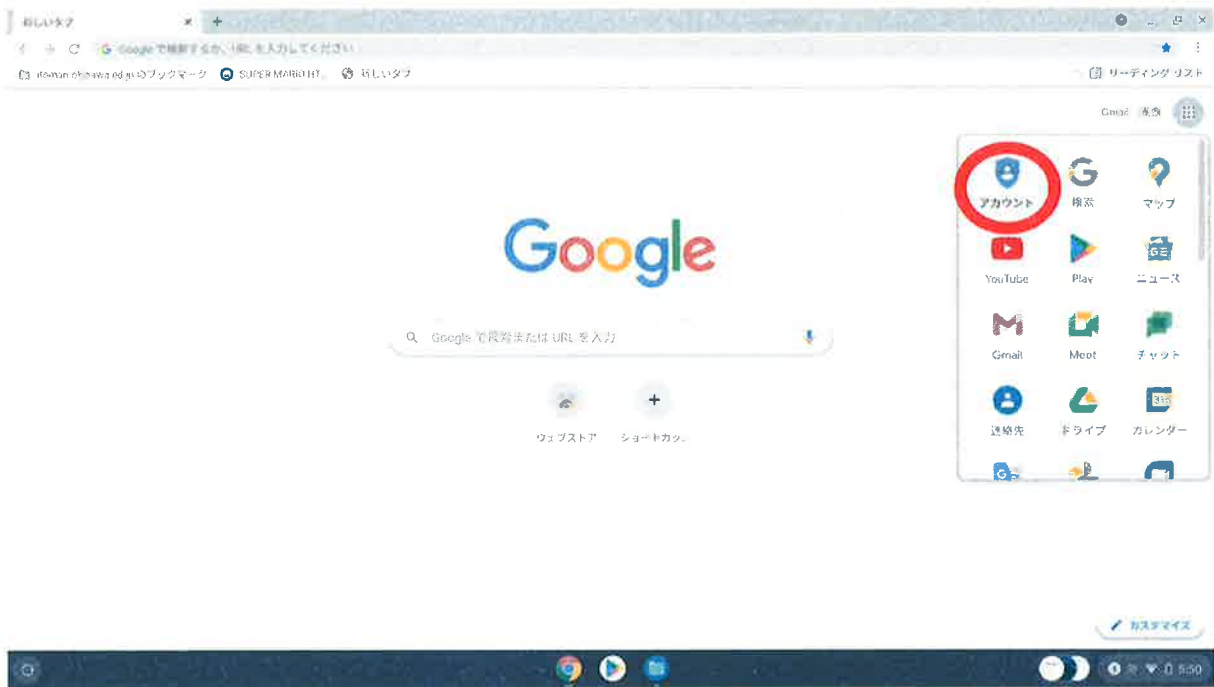 新しいタブ
Google で検索するか、URL を入力してください
のブックマーク SUPER MARIO BT... 新しいタブ リーディング リスト
Gmail 画像
アカウント 検索 マップ
Google
YouTube Play ニュース
Google で検索または URL を入力
Gmail Meet チャット
ウェブストア ショートカッ...
連絡先 ドライブ カレンダー
カスタマイズ
5:50